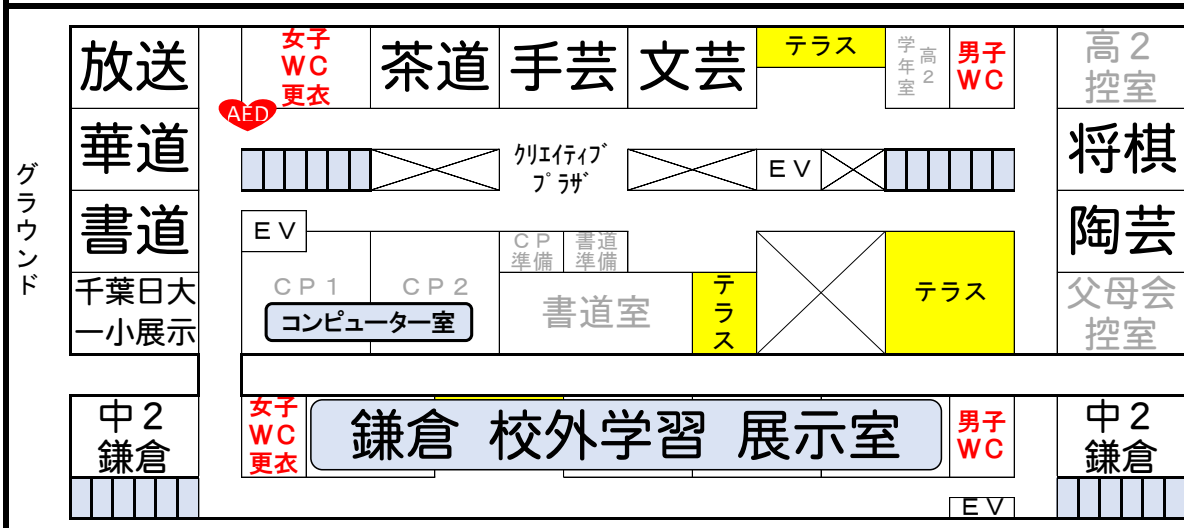 放送
女子
WC
更衣
茶道
手芸
文芸
テラス
学年室
高2
男子
WC
高2
控室
AED
華道
クリエイティブ
プラザ
EV
将棋
グラウンド
書道
EV
CP
準備
書道
準備
陶芸
千葉日大
一小展示
CP1
CP2
コンピューター室
書道室
テラス
テラス
父母会
控室
中2
鎌倉
女子
WC
更衣
鎌倉 校外学習 展示室
男子
WC
中2
鎌倉
EV